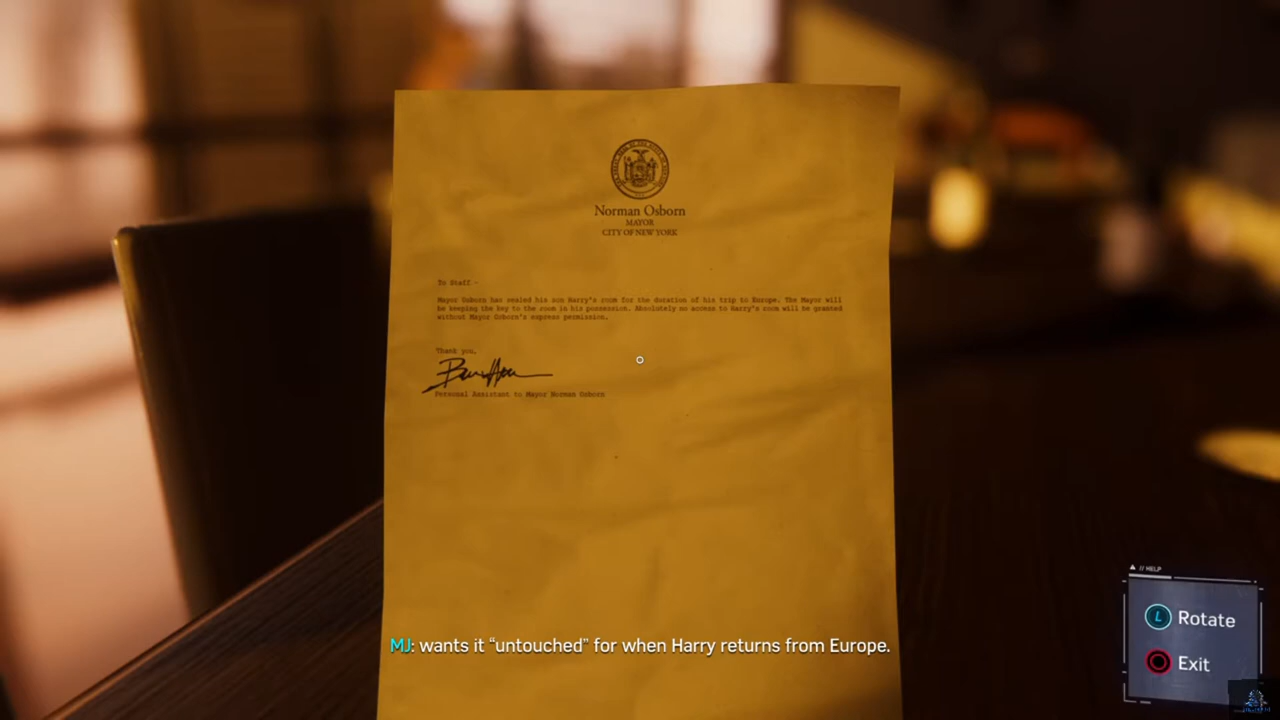 Norman Osborn
MAYOR
CITY OF NEW YORK
To Staff -
Mayor Osborn has sealed his son Harry's room for the duration of his trip to Europe. The Mayor will
be keeping the key to the room in his possession. Absolutely no access to Harry's room will be granted
without Mayor Osborn's express permission.
Thank you,
Personal Assistant to Mayor Norman Osborn
MJ: wants it “untouched” for when Harry returns from Europe.
// HELP
L Rotate
Exit